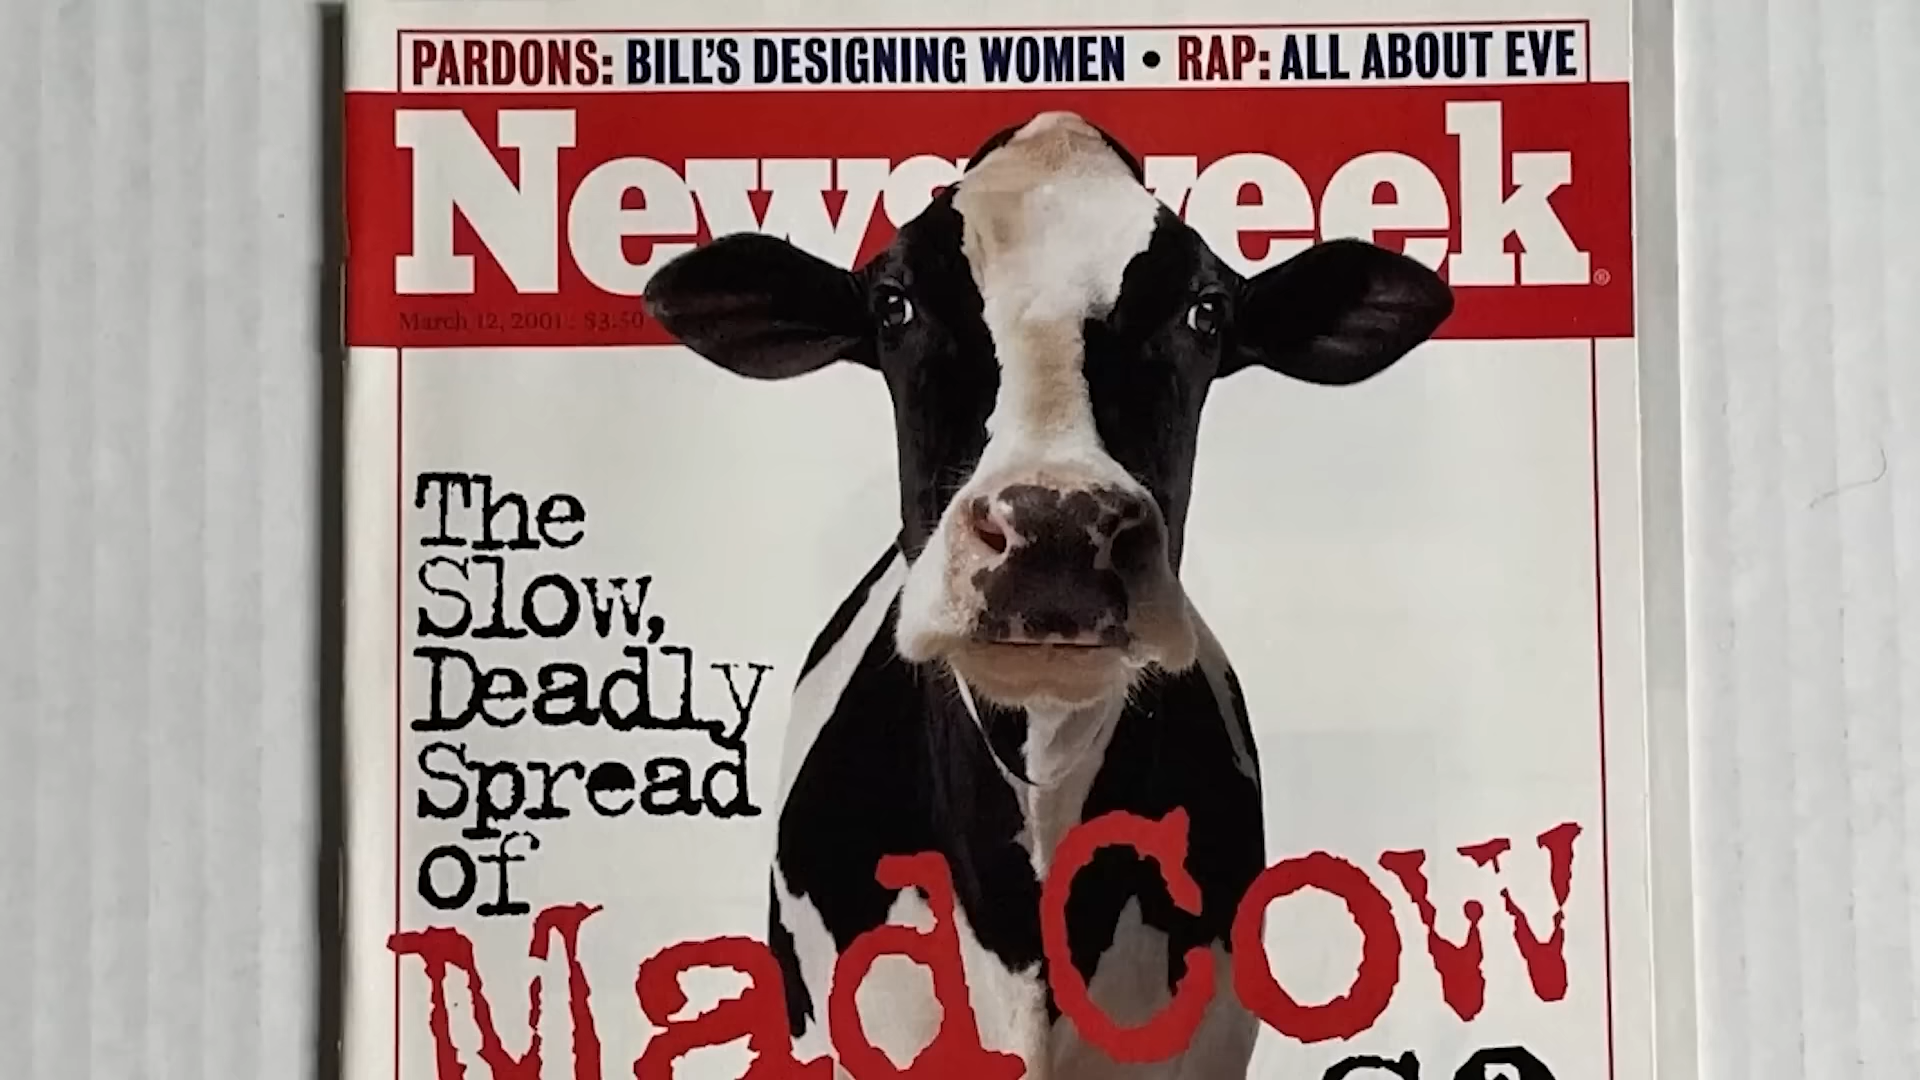 PARDONS: BILL'S DESIGNING WOMEN • RAP: ALL ABOUT EVE
Newsweek
March 12, 2001 : $3.50
The
Slow,
Deadly
Spread
of
Mad Cow